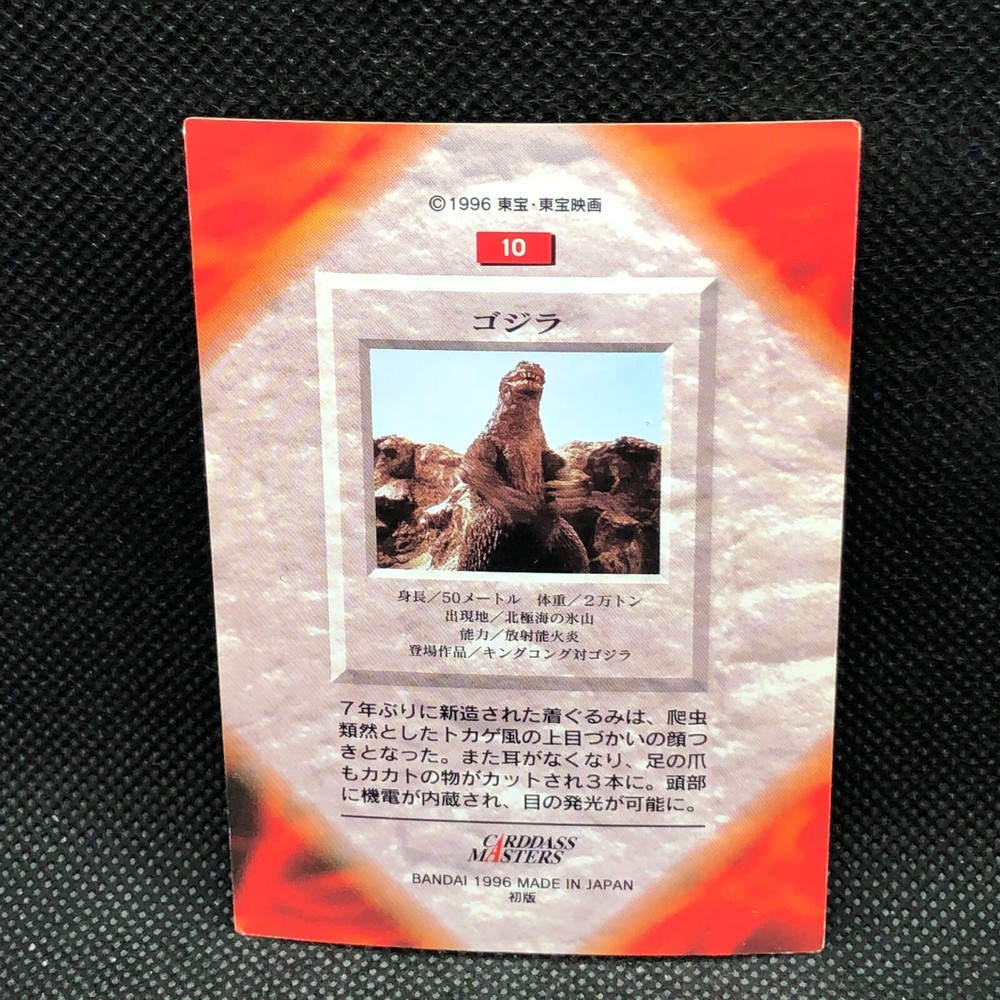 ©1996 東宝・東宝映画
10
ゴジラ
身長／50メートル　体重／2万トン
出現地／北極海の氷山
能力／放射能火炎
登場作品／キングコング対ゴジラ
7年ぶりに新造された着ぐるみは、爬虫
類然としたトカゲ風の上目づかいの顔つ
きとなった。また耳がなくなり、足の爪
もカカトの物がカットされ3本に。頭部
に機電が内蔵され、目の発光が可能に。
CARDDASS
MASTERS
BANDAI 1996 MADE IN JAPAN
初版